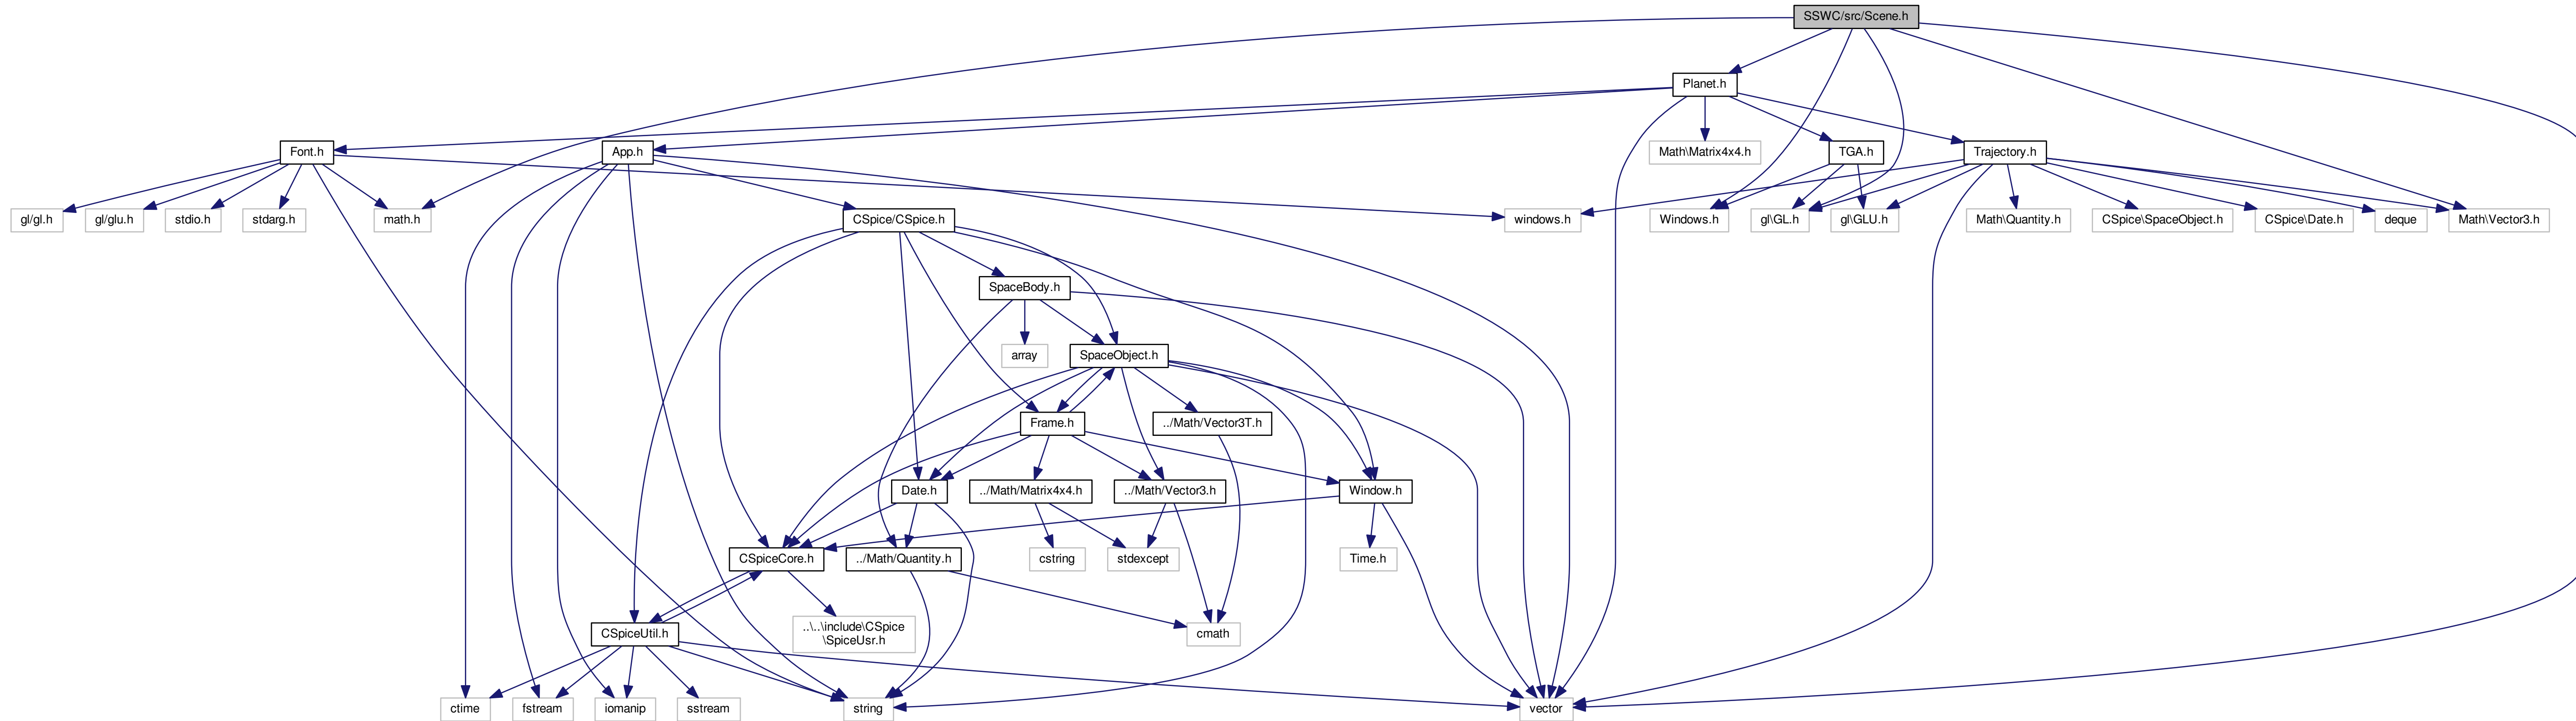 SSWC/src/Scene.h
Planet.h
Font.h
App.h
Math\Matrix4x4.h
TGA.h
Trajectory.h
gl/gl.h
gl/glu.h
stdio.h
stdarg.h
math.h
CSpice/CSpice.h
windows.h
Windows.h
gl\GL.h
gl\GLU.h
Math\Quantity.h
CSpice\SpaceObject.h
CSpice\Date.h
deque
Math\Vector3.h
SpaceBody.h
array
SpaceObject.h
Frame.h
../Math/Vector3T.h
Date.h
../Math/Matrix4x4.h
../Math/Vector3.h
Window.h
CSpiceCore.h
../Math/Quantity.h
cstring
stdexcept
Time.h
CSpiceUtil.h
..\..\include\CSpice
\SpiceUsr.h
cmath
ctime
fstream
iomanip
sstream
string
vector